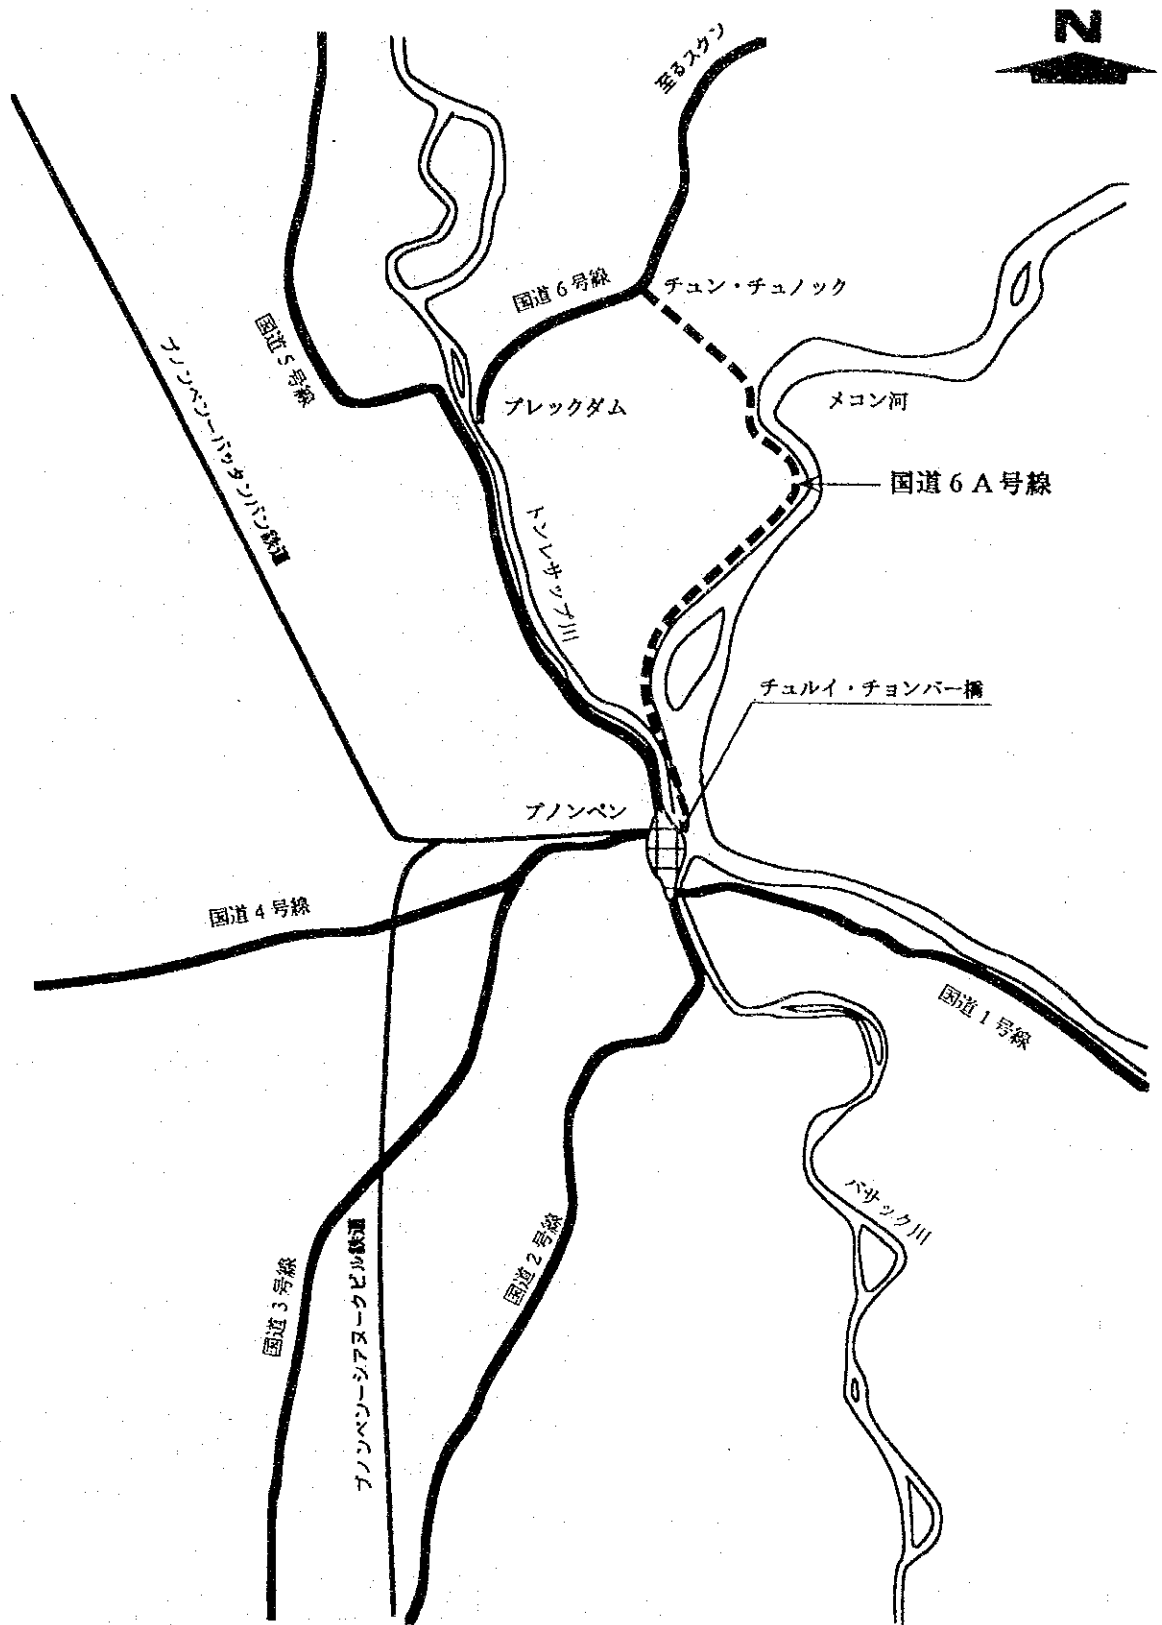 N
至るスクン
国道6号線
チュン・チュノック
国道5号線
プノンペンーバッタンバン鉄道
プレックダム
メコン河
国道6A号線
トンレサップ川
チュルイ・チョンバー橋
プノンペン
国道4号線
国道1号線
バサック川
国道2号線
国道3号線
プノンペンーシアヌークビル鉄道